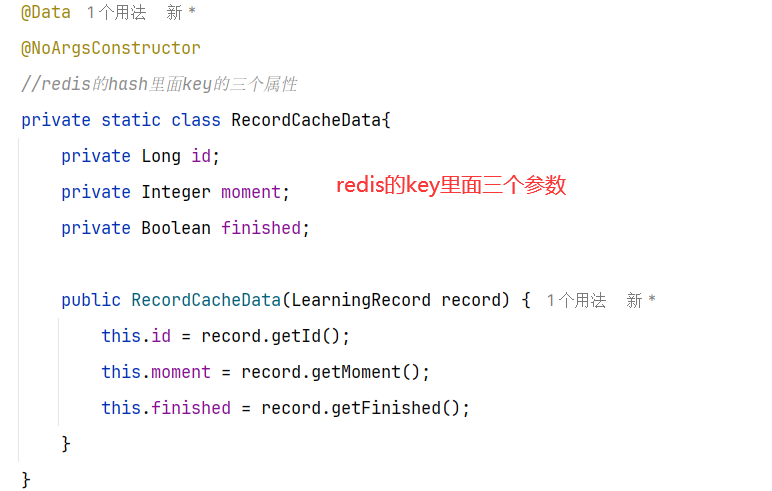 @Data 1个用法 新 *
@NoArgsConstructor
//redis的hash里面key的三个属性
private static class RecordCacheData{
private Long id;
private Integer moment;
redis的key里面三个参数
private Boolean finished;
public RecordCacheData(LearningRecord record) { 1个用法 新 *
this.id = record.getId();
this.moment = record.getMoment();
this.finished = record.getFinished();
}
}